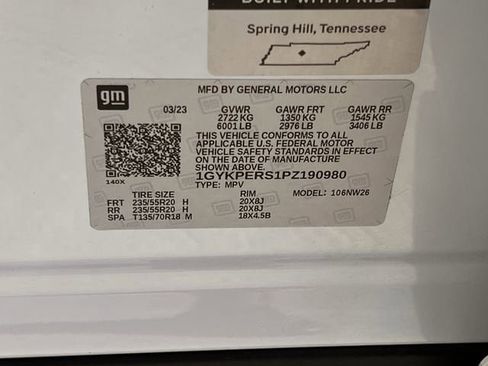 BUILT WITH PRIDE
Spring Hill, Tennessee
gm
MFD BY GENERAL MOTORS LLC
03/23 GVWR GAWR FRT GAWR RR
2722 KG 1350 KG 1545 KG
6001 LB 2976 LB 3406 LB
THIS VEHICLE CONFORMS TO ALL
APPLICABLE U.S. FEDERAL MOTOR
VEHICLE SAFETY STANDARDS IN EFFECT
ON THE DATE OF MANUFACTURE
SHOWN ABOVE.
1GYKPERS1PZ190980
140X
TYPE: MPV MODEL: 106NW26
TIRE SIZE RIM
FRT 235/55R20 H 20X8J
RR 235/55R20 H 20X8J
SPA T135/70R18 M 18X4.5B